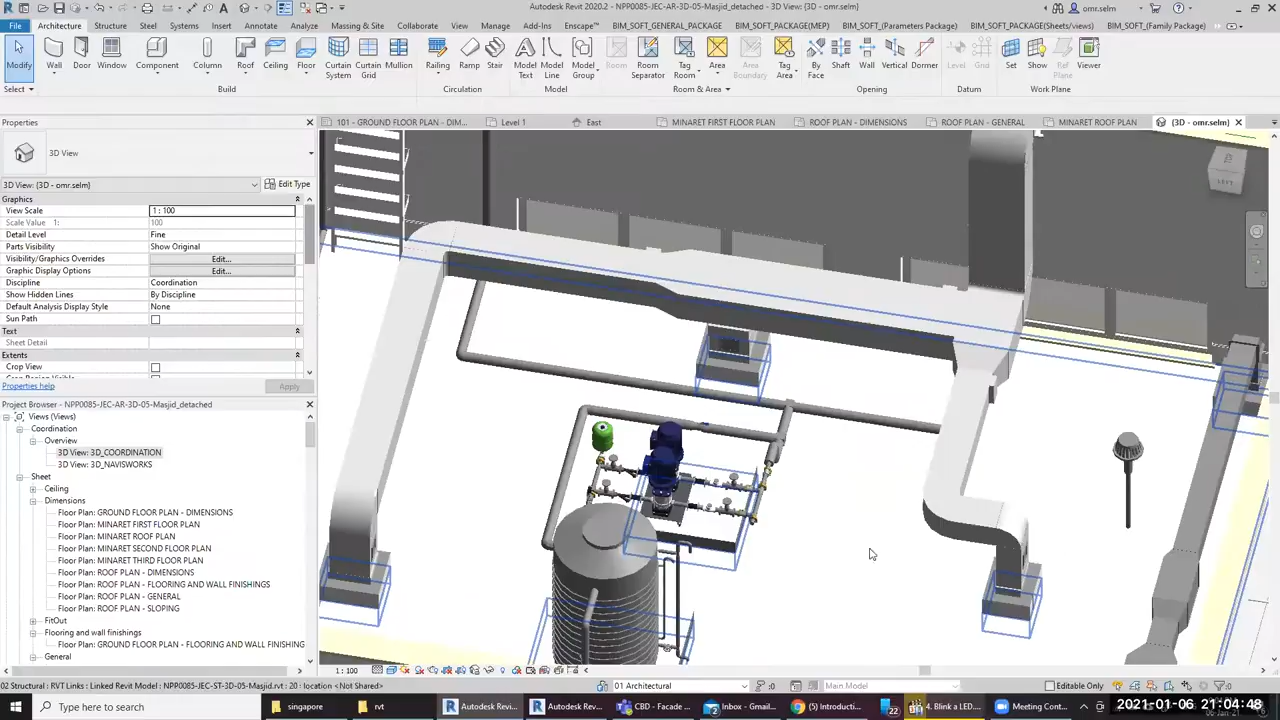 Autodesk Revit 2020.2 - NPP0085-JEC-AR-3D-05-Masjid_detached - 3D View: (3D - omr.selm)
omr.selm
File Architecture Structure Steel Systems Insert Annotate Analyze Massing & Site Collaborate View Manage Add-Ins Enscape™ BIM_SOFT_GENERAL_PACKAGE BIM_SOFT_PACKAGE(MEP) BIM_SOFT_(Parameters Package) BIM_SOFT_PACKAGE(Sheets/views) BIM_SOFT_(Family Package)
Modify Wall Door Window Component Column Roof Ceiling Floor Curtain System Curtain Grid Mullion Railing Ramp Stair Model Text Model Line Model Group Room Room Separator Tag Room Area Area Boundary Tag Area By Face Shaft Wall Vertical Dormer Level Grid Set Show Ref Plane Viewer
Select Build Circulation Model Room & Area Opening Datum Work Plane
Properties
101 - GROUND FLOOR PLAN - DIM... Level 1 East MINARET FIRST FLOOR PLAN ROOF PLAN - DIMENSIONS ROOF PLAN - GENERAL MINARET ROOF PLAN (3D - omr.selm)
3D View
3D View: (3D - omr.selm) Edit Type
Graphics
View Scale 1 : 100
Scale Value 1: 100
Detail Level Fine
Parts Visibility Show Original
Visibility/Graphics Overrides Edit...
Graphic Display Options Edit...
Discipline Coordination
Show Hidden Lines By Discipline
Default Analysis Display Style None
Sun Path
Text
Sheet Detail
Extents
Crop View
Properties help Apply
Project Browser - NPP0085-JEC-AR-3D-05-Masjid_detached
Views (Views)
Coordination
Overview
3D View: 3D_COORDINATION
3D View: 3D_NAVISWORKS
Sheet
Ceiling
Dimensions
Floor Plan: GROUND FLOOR PLAN - DIMENSIONS
Floor Plan: MINARET FIRST FLOOR PLAN
Floor Plan: MINARET ROOF PLAN
Floor Plan: MINARET SECOND FLOOR PLAN
Floor Plan: MINARET THIRD FLOOR PLAN
Floor Plan: ROOF PLAN - DIMENSIONS
Floor Plan: ROOF PLAN - FLOORING AND WALL FINISHINGS
Floor Plan: ROOF PLAN - GENERAL
Floor Plan: ROOF PLAN - SLOPING
FitOut
Flooring and wall finishings
Floor Plan: GROUND FLOOR PLAN - FLOORING AND WALL FINISHING
General
LEFT
1 : 100
02 Structural : RVT Links : Linked Revit Model : NPP0085-JEC-ST-3D-05-Masjid.rvt : 20 : location <Not Shared> 01 Architectural :0 Main Model Editable Only :0
Type here to search singapore rvt Autodesk Revi... Autodesk Revi... CBD - Facade ... Inbox - Gmail ... (5) Introducti... 22 4. Blink a LED... Meeting Cont...
2021-01-06 21:04:48